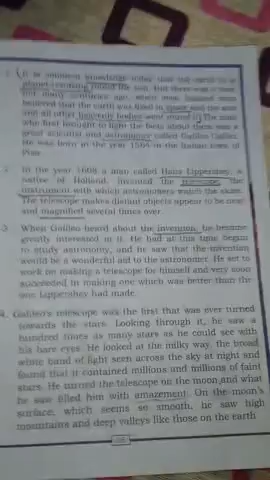 1. It is common knowledge today that the earth is a
planet revolving round the sun. But there was a time,
not many centuries ago, when most
believed that the earth was fixed in space and the sun
and all other heavenly bodies went round it. The man
who first brought to light the facts about them was a
great scientist and astronomer called Galileo Galilei.
He was born in the year 1564 in the Italian town of
Pisa.
2. In the year 1608 a man called Hans Lippershey, a
native of Holland, invented the telescope, the
instrument with which astronomers watch the skies.
The telescope makes distant objects appear to be near
and magnified several times over.
3. When Galileo heard about the invention, he became
greatly interested in it. He had at this time begun
to study astronomy, and he saw that the invention
would be a wonderful aid to the astronomer. He set to
work on making a telescope for himself and very soon
succeeded in making one which was better than the
one Lippershey had made.
4. Galileo's telescope was the first that was ever turned
towards the stars. Looking through it, he saw a
hundred times as many stars as he could see with
his bare eyes. He looked at the milky way, the broad
white band of light seen across the sky at night and
found that it contained millions and millions of faint
stars. He turned the telescope on the moon and what
he saw filled him with amazement. On the moon's
surface, which seems so smooth, he saw high
mountains and deep valleys like those on the earth